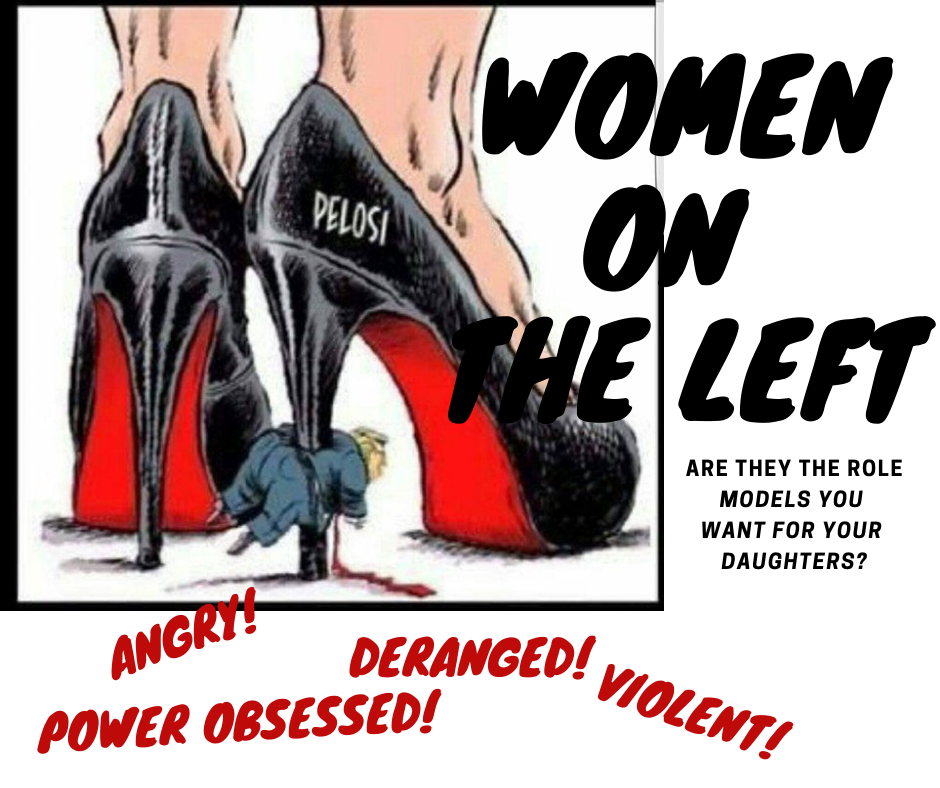 WOMEN
ON
THE LEFT
PELOSI
ARE THEY THE ROLE
MODELS YOU
WANT FOR YOUR
DAUGHTERS?
ANGRY!
DERANGED!
VIOLENT!
POWER OBSESSED!